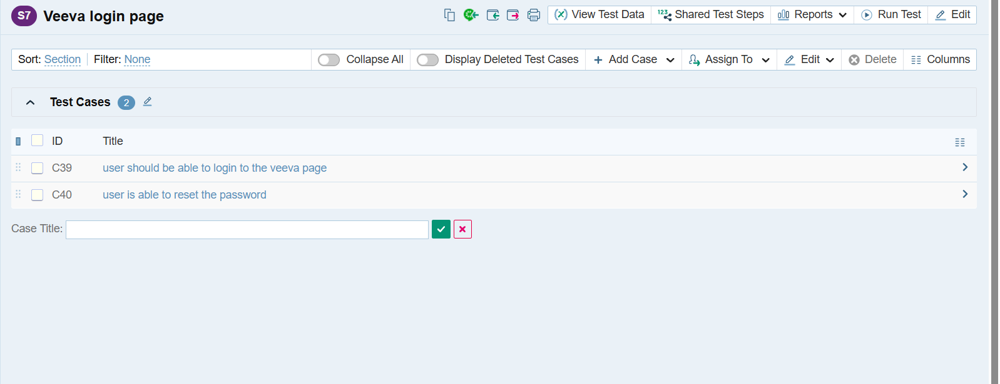 S7 Veeva login page View Test Data 123 Shared Test Steps Reports Run Test Edit
Sort: Section Filter: None Collapse All Display Deleted Test Cases + Add Case Assign To Edit Delete Columns
Test Cases 2
ID Title
C39 user should be able to login to the veeva page
C40 user is able to reset the password
Case Title: